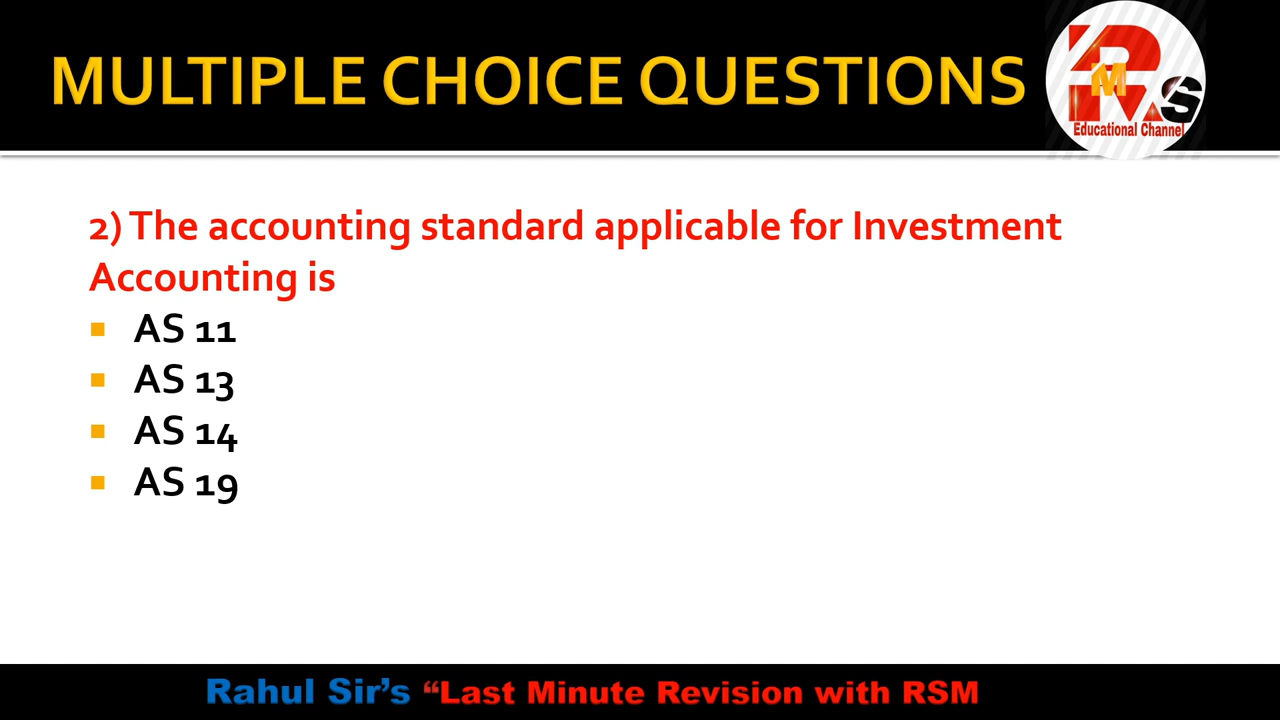 MULTIPLE CHOICE QUESTIONS
RMS
Educational Channel
2) The accounting standard applicable for Investment
Accounting is
AS 11
AS 13
AS 14
AS 19
Rahul Sir's “Last Minute Revision with RSM